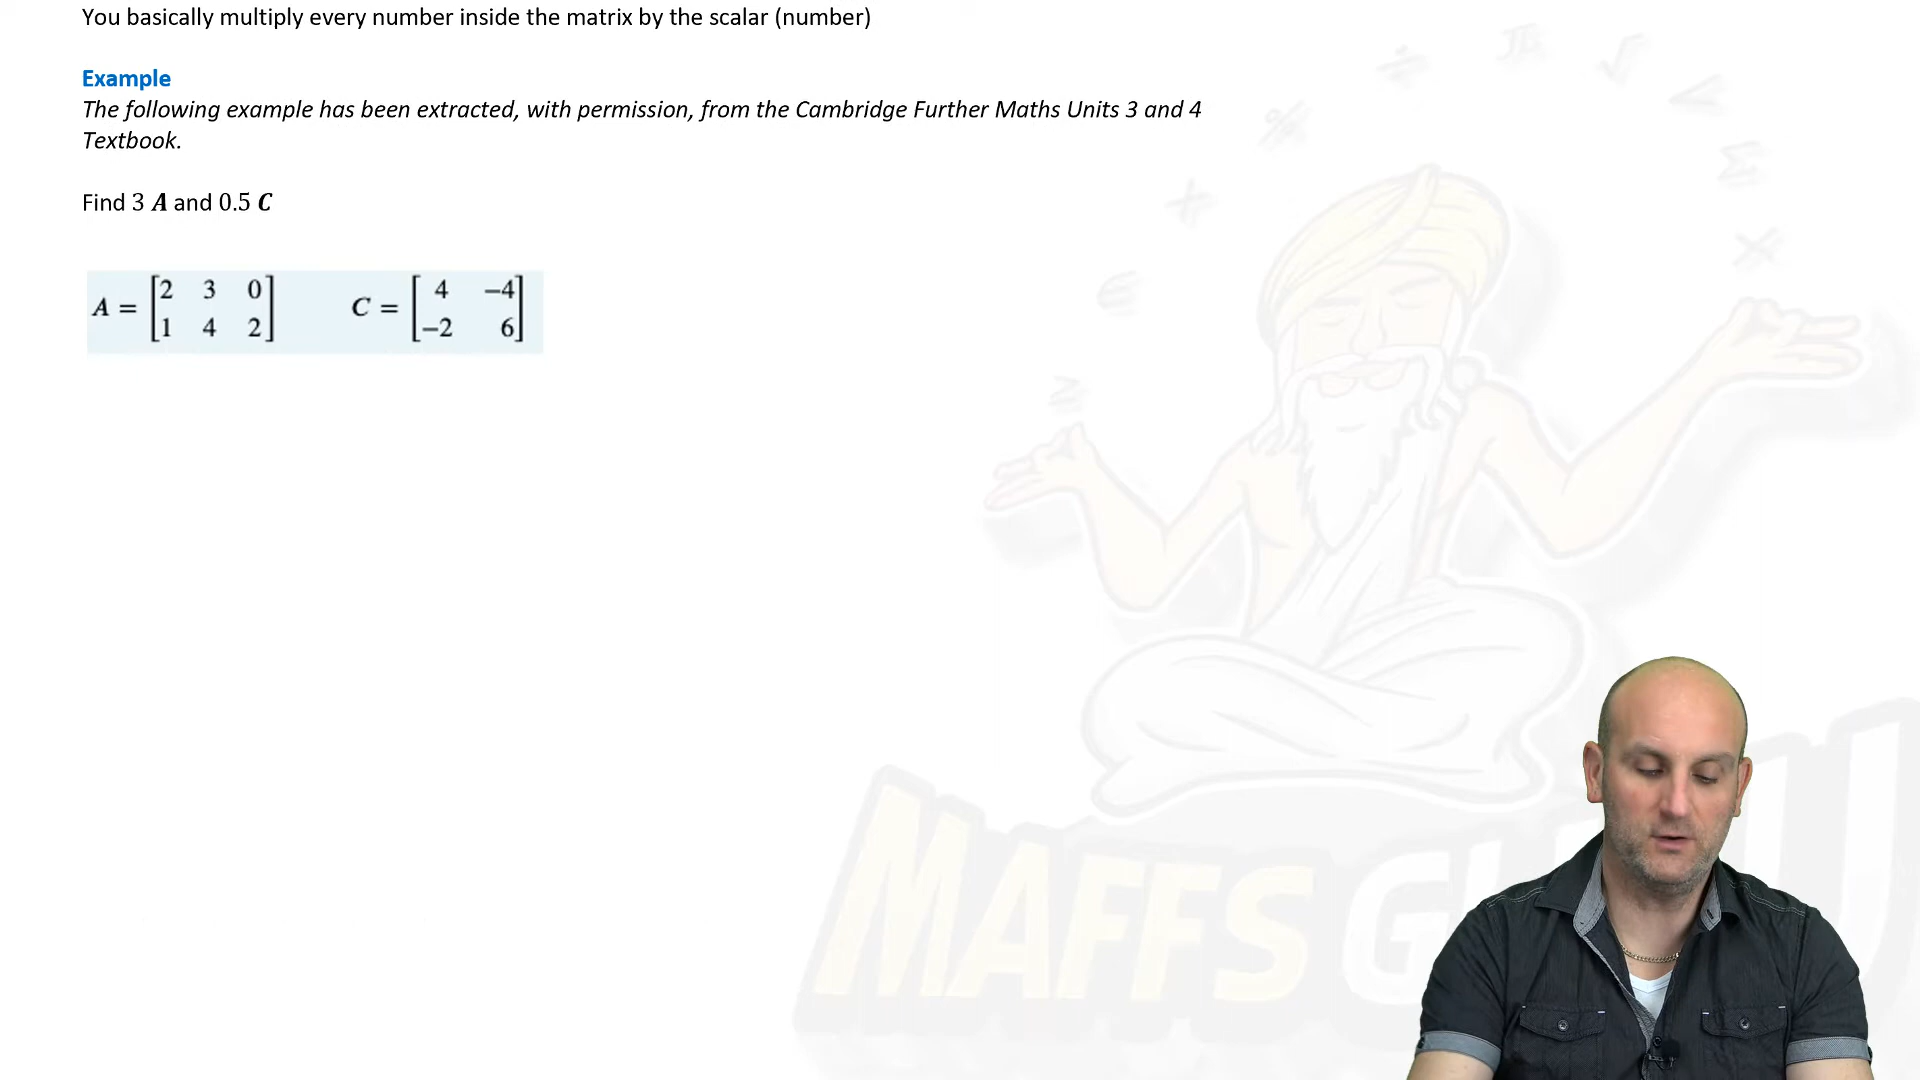 You basically multiply every number inside the matrix by the scalar (number)
Example
The following example has been extracted, with permission, from the Cambridge Further Maths Units 3 and 4
Textbook.
Find 3 A and 0.5 C
A = [2 3 0
1 4 2]
C = [4 −4
−2 6]
MAFFS GURU